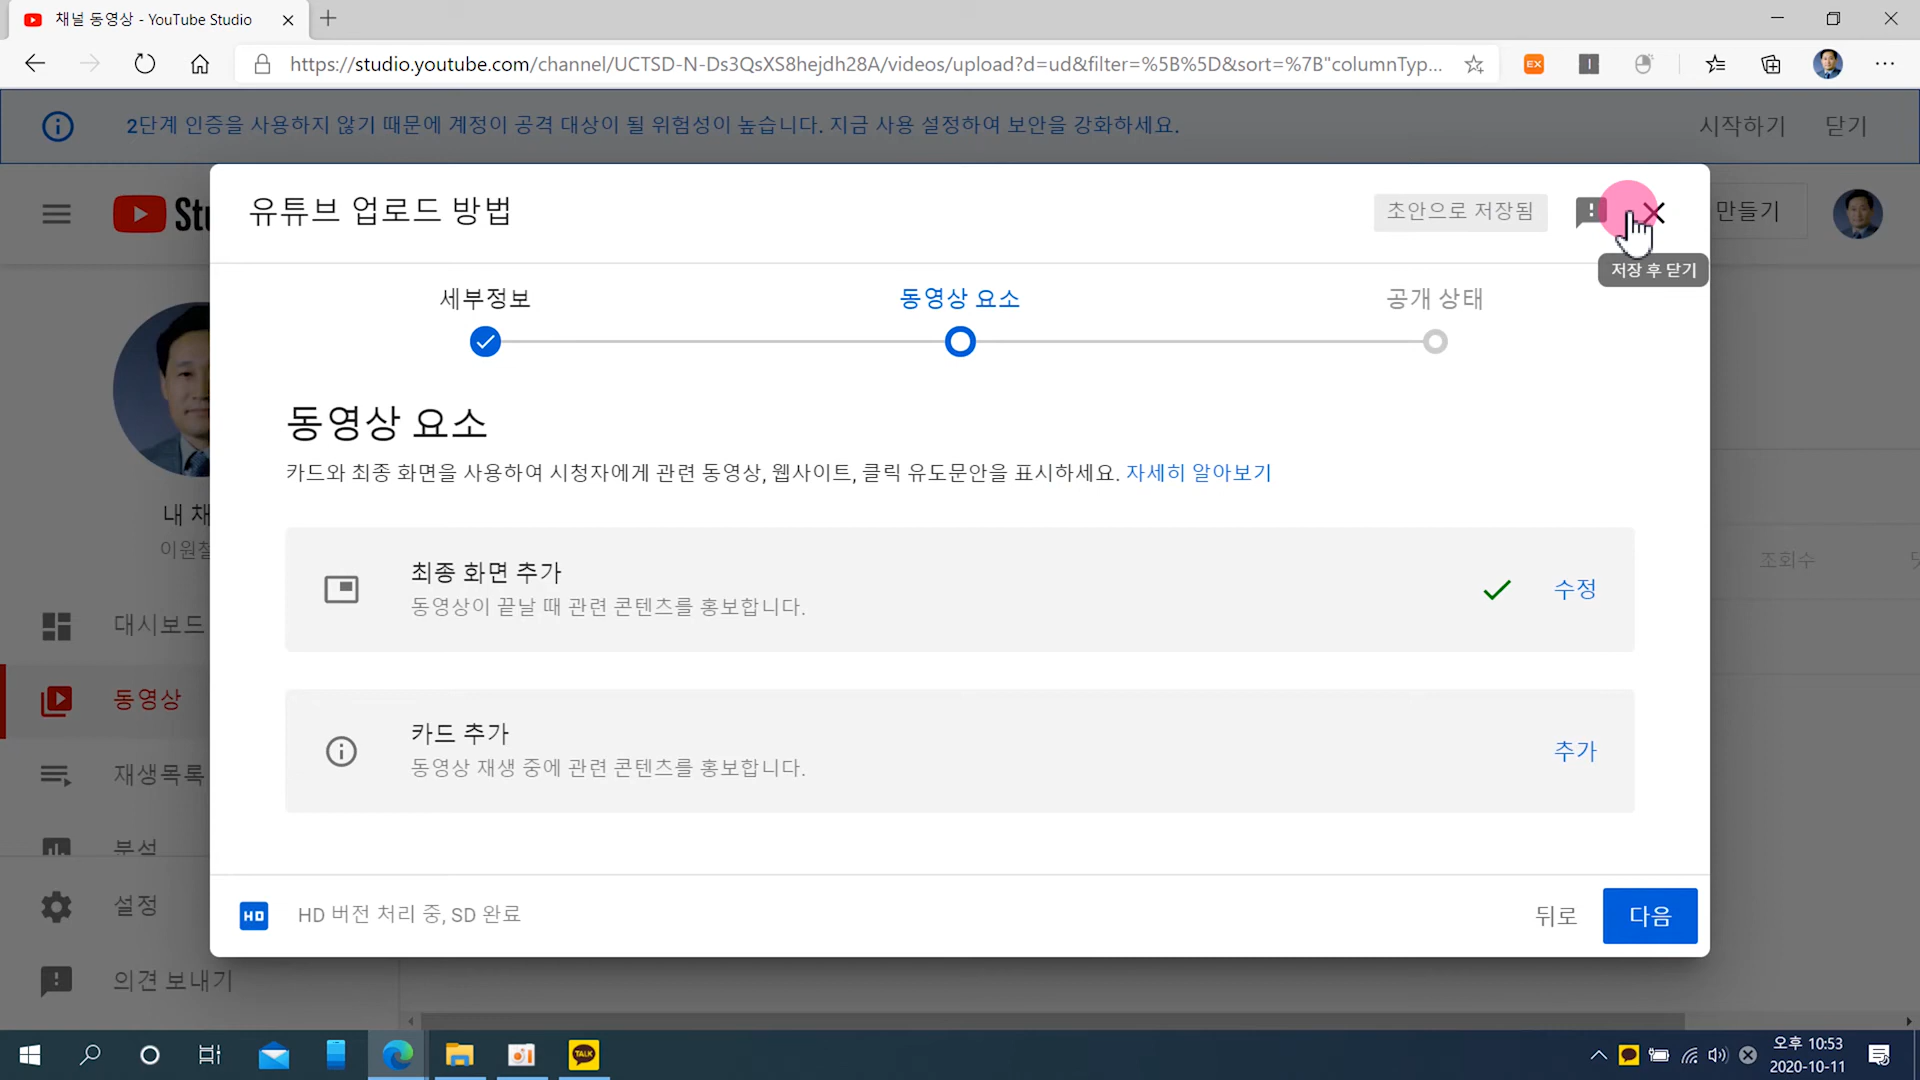 채널 동영상 - YouTube Studio
https://studio.youtube.com/channel/UCTSD-N-Ds3QsXS8hejdh28A/videos/upload?d=ud&filter=%5B%5D&sort=%7B"columnTyp...
EX
2단계 인증을 사용하지 않기 때문에 계정이 공격 대상이 될 위험성이 높습니다. 지금 사용 설정하여 보안을 강화하세요.
시작하기
닫기
유튜브 업로드 방법
초안으로 저장됨
만들기
저장 후 닫기
세부정보
동영상 요소
공개 상태
동영상 요소
카드와 최종 화면을 사용하여 시청자에게 관련 동영상, 웹사이트, 클릭 유도문안을 표시하세요. 자세히 알아보기
내 채
이원철
조회수
최종 화면 추가
동영상이 끝날 때 관련 콘텐츠를 홍보합니다.
수정
대시보드
동영상
카드 추가
동영상 재생 중에 관련 콘텐츠를 홍보합니다.
추가
재생목록
분석
설정
HD
HD 버전 처리 중, SD 완료
뒤로
다음
의견 보내기
TALK
오후 10:53
2020-10-11